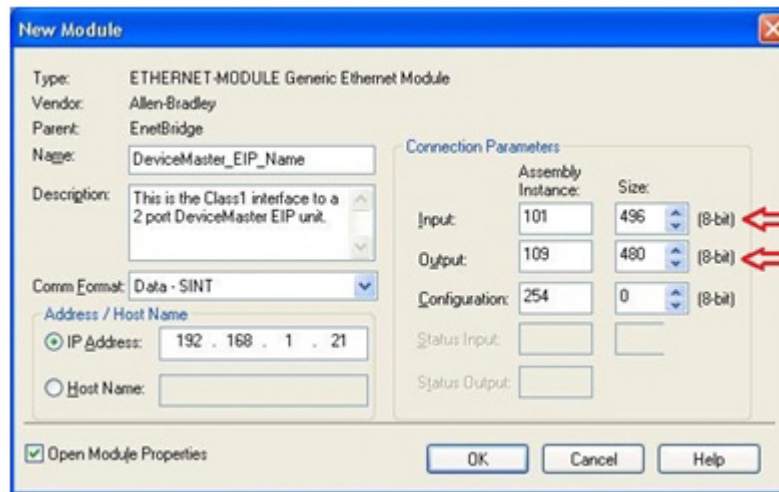 New Module
Type: ETHERNET-MODULE Generic Ethernet Module
Vendor: Allen-Bradley
Parent: EnetBridge
Name: DeviceMaster_EIP_Name
Description: This is the Class1 interface to a
2 port DeviceMaster EIP unit.
Comm Format: Data - SINT
Address / Host Name
IP Address: 192 . 168 . 1 . 21
Host Name:
Connection Parameters
Assembly
Instance: Size:
Input: 101 496 (8-bit)
Output: 109 480 (8-bit)
Configuration: 254 0 (8-bit)
Status Input:
Status Output:
Open Module Properties
OK Cancel Help